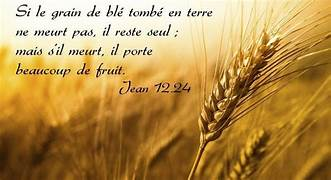 Si le grain de blé tombé en terre
ne meurt pas, il reste seul ;
mais s'il meurt, il porte
beaucoup de fruit.
Jean 12.24